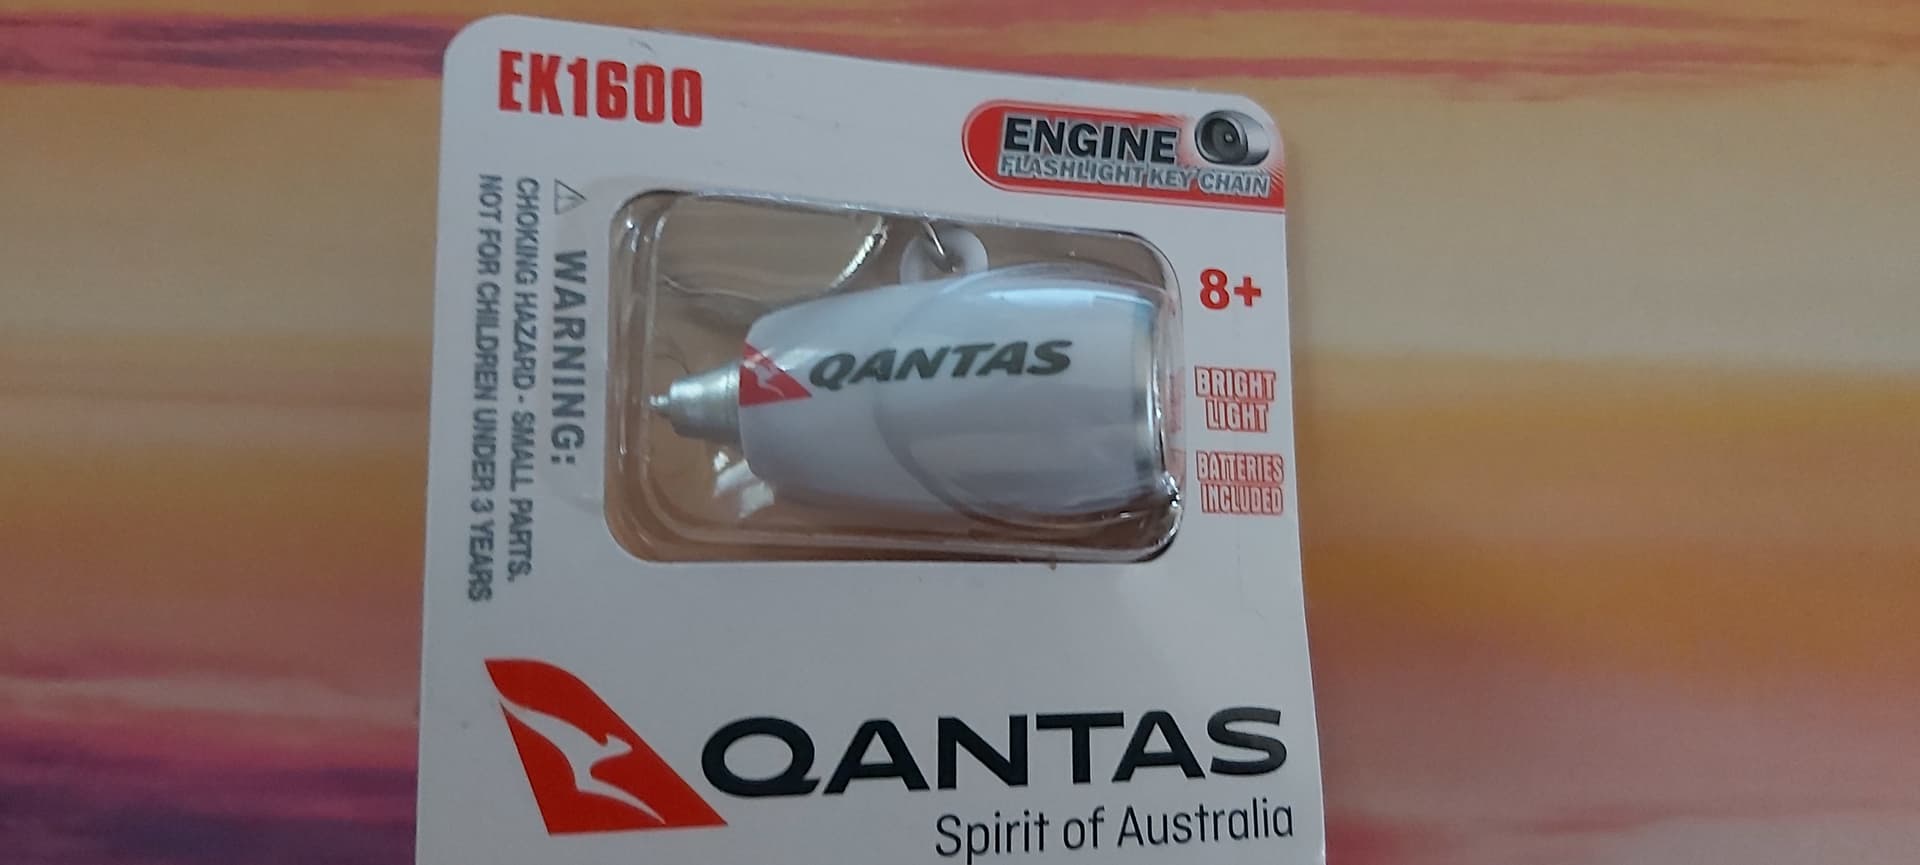 EK1600
ENGINE
FLASHLIGHT KEY CHAIN
⚠ WARNING:
CHOKING HAZARD - SMALL PARTS.
NOT FOR CHILDREN UNDER 3 YEARS
8+
BRIGHT
LIGHT
BATTERIES
INCLUDED
QANTAS
QANTAS
Spirit of Australia